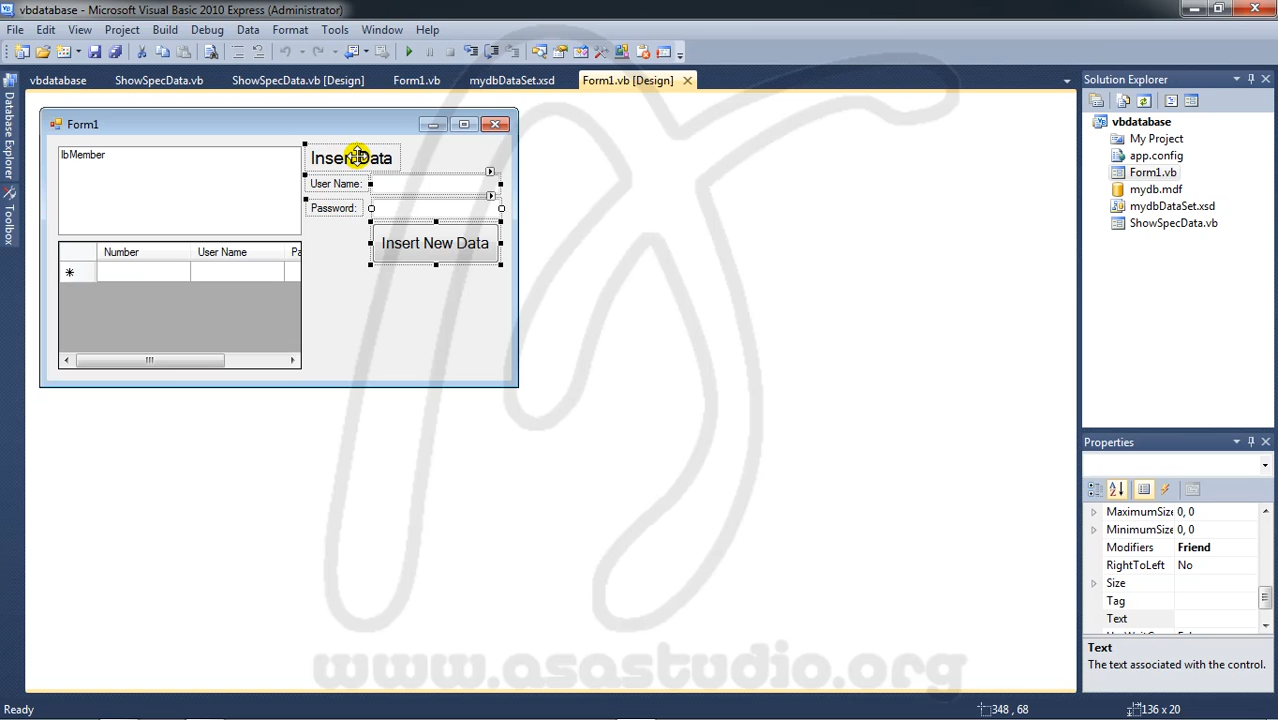 vbdatabase - Microsoft Visual Basic 2010 Express (Administrator)
File Edit View Project Build Debug Data Format Tools Window Help
vbdatabase ShowSpecData.vb ShowSpecData.vb [Design] Form1.vb mydbDataSet.xsd Form1.vb [Design]
Database Explorer
Toolbox
Form1
lbMember
Insert Data
User Name:
Password:
Insert New Data
Number User Name Pa
Solution Explorer
vbdatabase
My Project
app.config
Form1.vb
mydb.mdf
mydbDataSet.xsd
ShowSpecData.vb
Properties
MaximumSize 0, 0
MinimumSize 0, 0
Modifiers Friend
RightToLeft No
Size
Tag
Text
Text
The text associated with the control.
www.asastudio.org
Ready 348 , 68 136 x 20